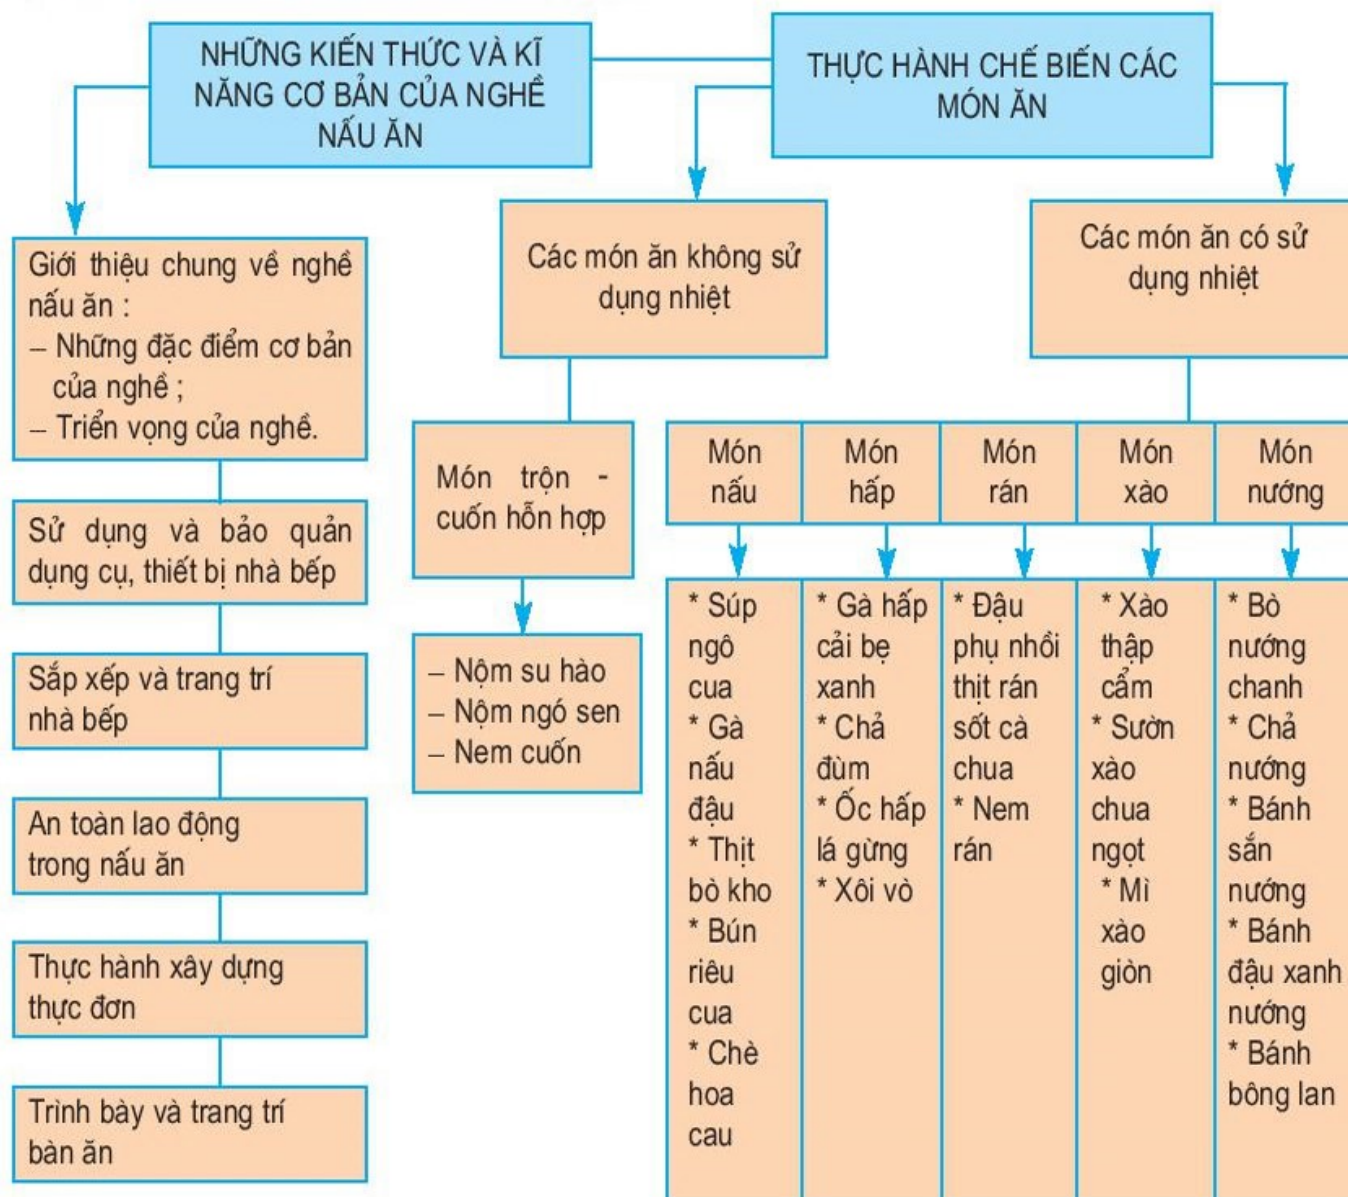 NHỮNG KIẾN THỨC VÀ KĨ
NĂNG CƠ BẢN CỦA NGHỀ
NẤU ĂN
THỰC HÀNH CHẾ BIẾN CÁC
MÓN ĂN
Giới thiệu chung về nghề
nấu ăn :
– Những đặc điểm cơ bản
của nghề ;
– Triển vọng của nghề.
Sử dụng và bảo quản
dụng cụ, thiết bị nhà bếp
Sắp xếp và trang trí
nhà bếp
An toàn lao động
trong nấu ăn
Thực hành xây dựng
thực đơn
Trình bày và trang trí
bàn ăn
Các món ăn không sử
dụng nhiệt
Món trộn -
cuốn hỗn hợp
– Nộm su hào
– Nộm ngó sen
– Nem cuốn
Các món ăn có sử
dụng nhiệt
Món
nấu
* Súp
ngô
cua
* Gà
nấu
đậu
* Thịt
bò kho
* Bún
riêu
cua
* Chè
hoa
cau
Món
hấp
* Gà hấp
cải bẹ
xanh
* Chả
đùm
* Ốc hấp
lá gừng
* Xôi vò
Món
rán
* Đậu
phụ nhồi
thịt rán
sốt cà
chua
* Nem
rán
Món
xào
* Xào
thập
cẩm
* Sườn
xào
chua
ngọt
* Mì
xào
giòn
Món
nướng
* Bò
nướng
chanh
* Chả
nướng
* Bánh
sắn
nướng
* Bánh
đậu xanh
nướng
* Bánh
bông lan